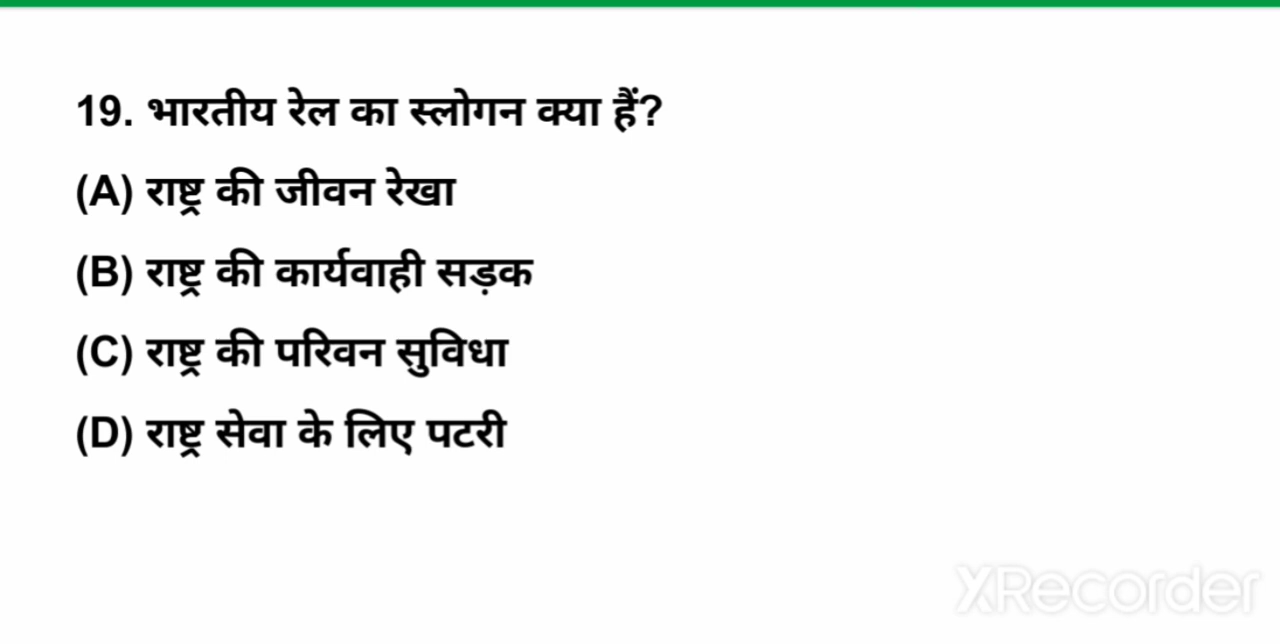 19. भारतीय रेल का स्लोगन क्या हैं?
(A) राष्ट्र की जीवन रेखा
(B) राष्ट्र की कार्यवाही सड़क
(C) राष्ट्र की परिवन सुविधा
(D) राष्ट्र सेवा के लिए पटरी
XRecorder